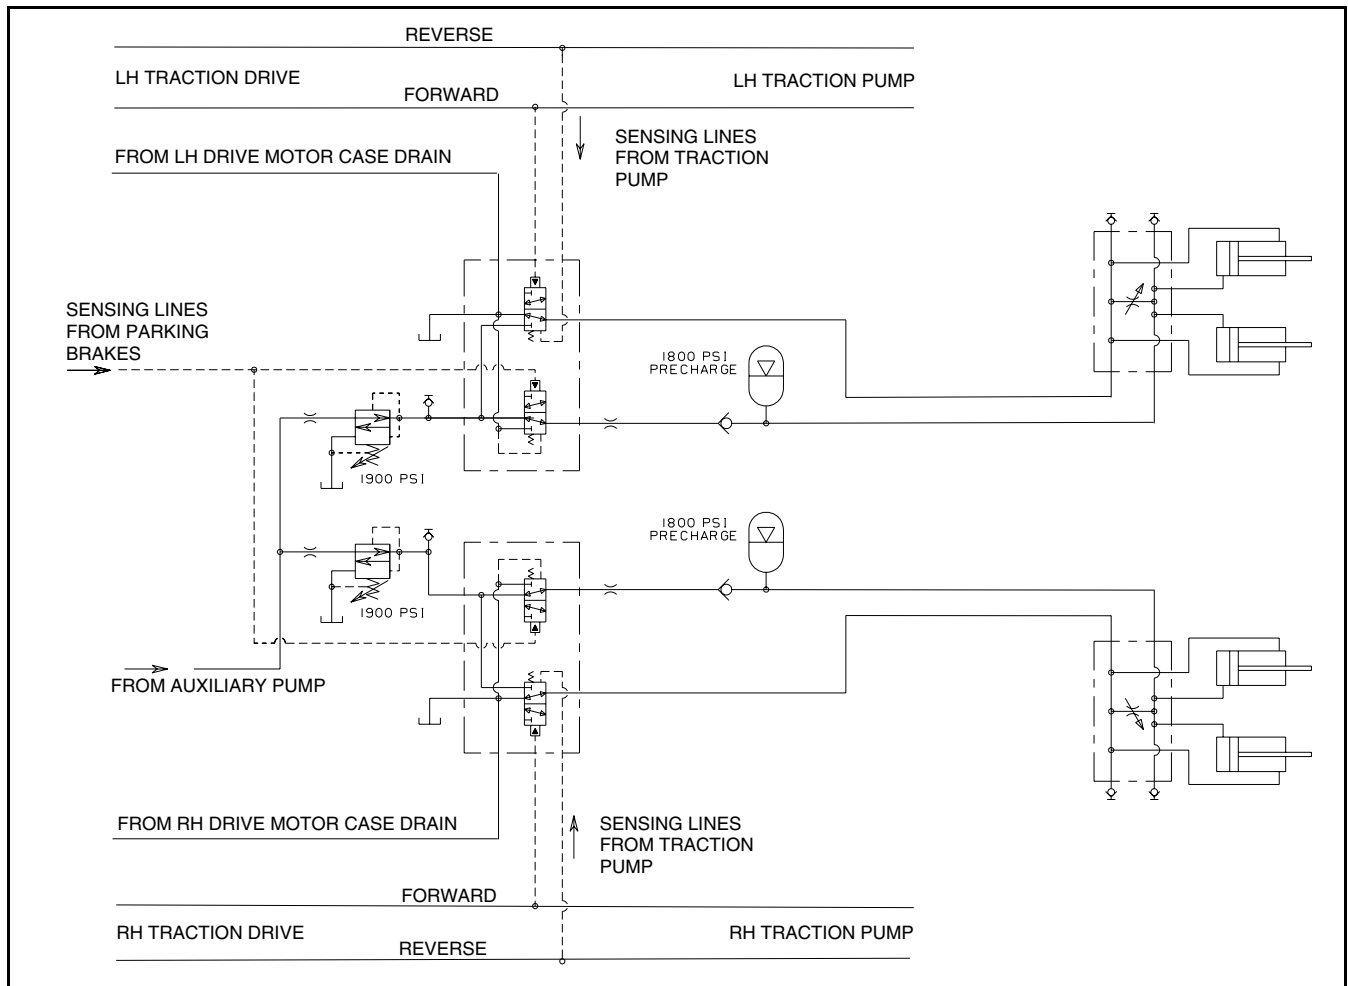 REVERSE
LH TRACTION DRIVE
LH TRACTION PUMP
FORWARD
FROM LH DRIVE MOTOR CASE DRAIN
SENSING LINES
FROM TRACTION
PUMP
SENSING LINES
FROM PARKING
BRAKES
1800 PSI
PRECHARGE
1900 PSI
1800 PSI
PRECHARGE
1900 PSI
FROM AUXILIARY PUMP
FROM RH DRIVE MOTOR CASE DRAIN
SENSING LINES
FROM TRACTION
PUMP
FORWARD
RH TRACTION DRIVE
RH TRACTION PUMP
REVERSE